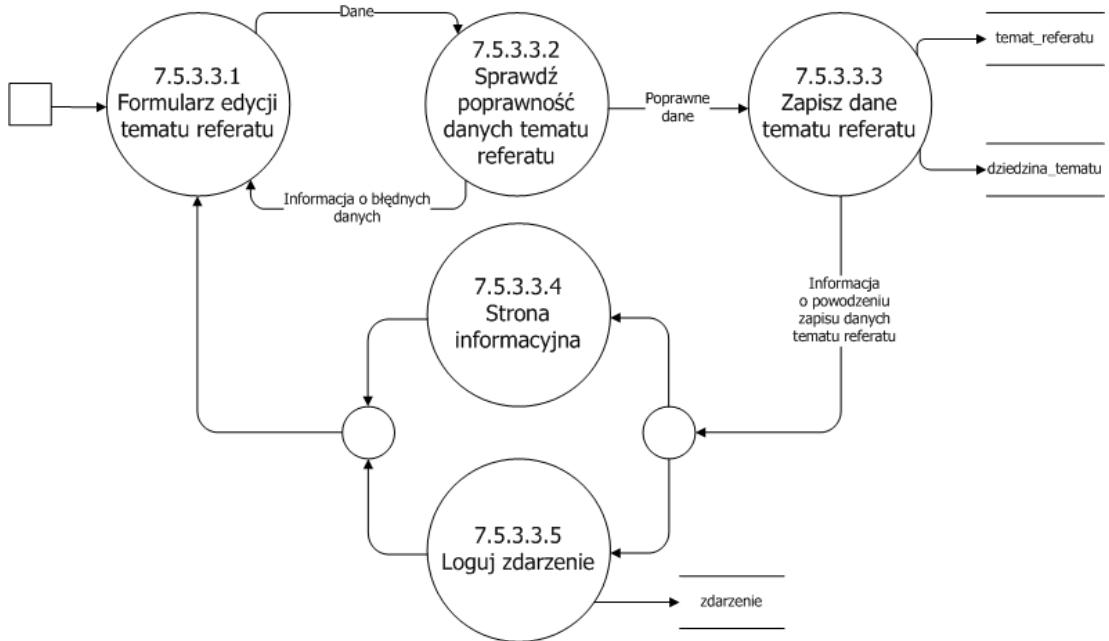 Dane
7.5.3.3.1
Formularz edycji
tematu referatu
7.5.3.3.2
Sprawdź
poprawność
danych tematu
referatu
Poprawne
dane
7.5.3.3.3
Zapisz dane
tematu referatu
temat_referatu
dziedzina_tematu
Informacja o błędnych
danych
7.5.3.3.4
Strona
informacyjna
Informacja
o powodzeniu
zapisu danych
tematu referatu
7.5.3.3.5
Loguj zdarzenie
zdarzenie